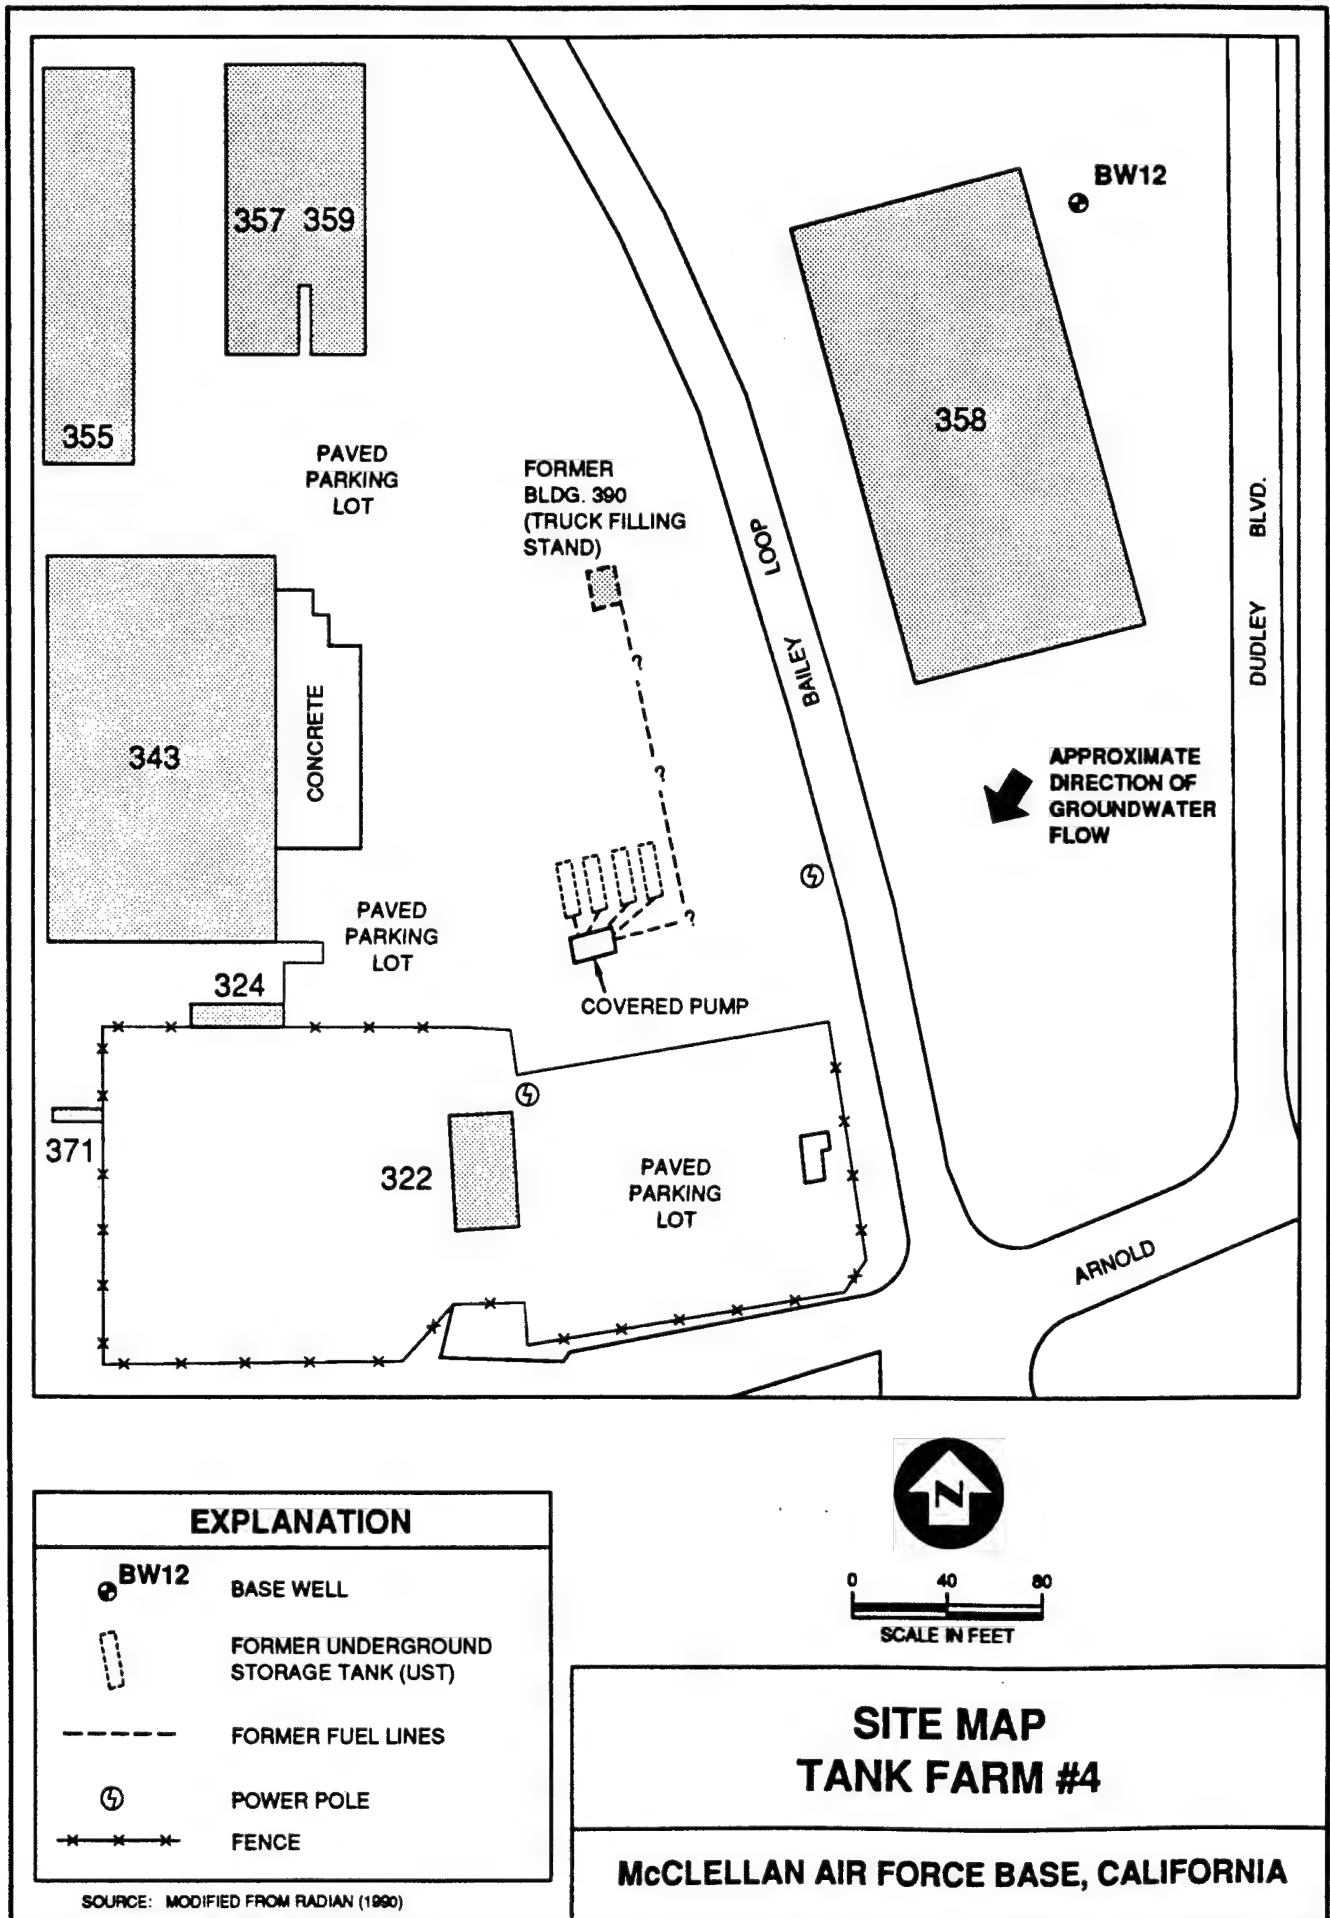 BW12
357 359
358
355
PAVED
PARKING
LOT
FORMER
BLDG. 390
(TRUCK FILLING
STAND)
BAILEY LOOP
DUDLEY BLVD.
?
343
CONCRETE
?
APPROXIMATE
DIRECTION OF
GROUNDWATER
FLOW
PAVED
PARKING
LOT
?
324
COVERED PUMP
371
322
PAVED
PARKING
LOT
ARNOLD
N
0 40 80
SCALE IN FEET
EXPLANATION
BW12 BASE WELL
FORMER UNDERGROUND
STORAGE TANK (UST)
FORMER FUEL LINES
POWER POLE
FENCE
SOURCE: MODIFIED FROM RADIAN (1990)
SITE MAP
TANK FARM #4
McCLELLAN AIR FORCE BASE, CALIFORNIA